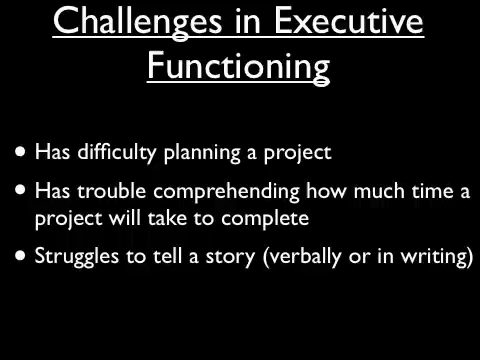 Challenges in Executive
Functioning
• Has difficulty planning a project
• Has trouble comprehending how much time a
project will take to complete
• Struggles to tell a story (verbally or in writing)